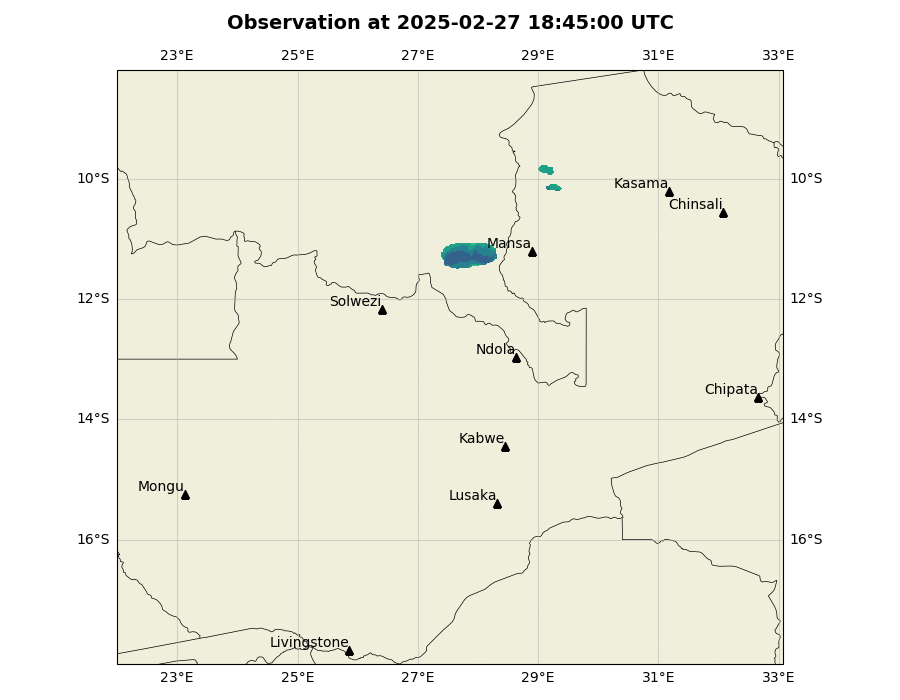 Observation at 2025-02-27 18:45:00 UTC
23°E 25°E 27°E 29°E 31°E 33°E
10°S 10°S
Kasama
Chinsali
Mansa
12°S 12°S
Solwezi
Ndola
Chipata
14°S 14°S
Kabwe
Mongu
Lusaka
16°S 16°S
Livingstone
23°E 25°E 27°E 29°E 31°E 33°E